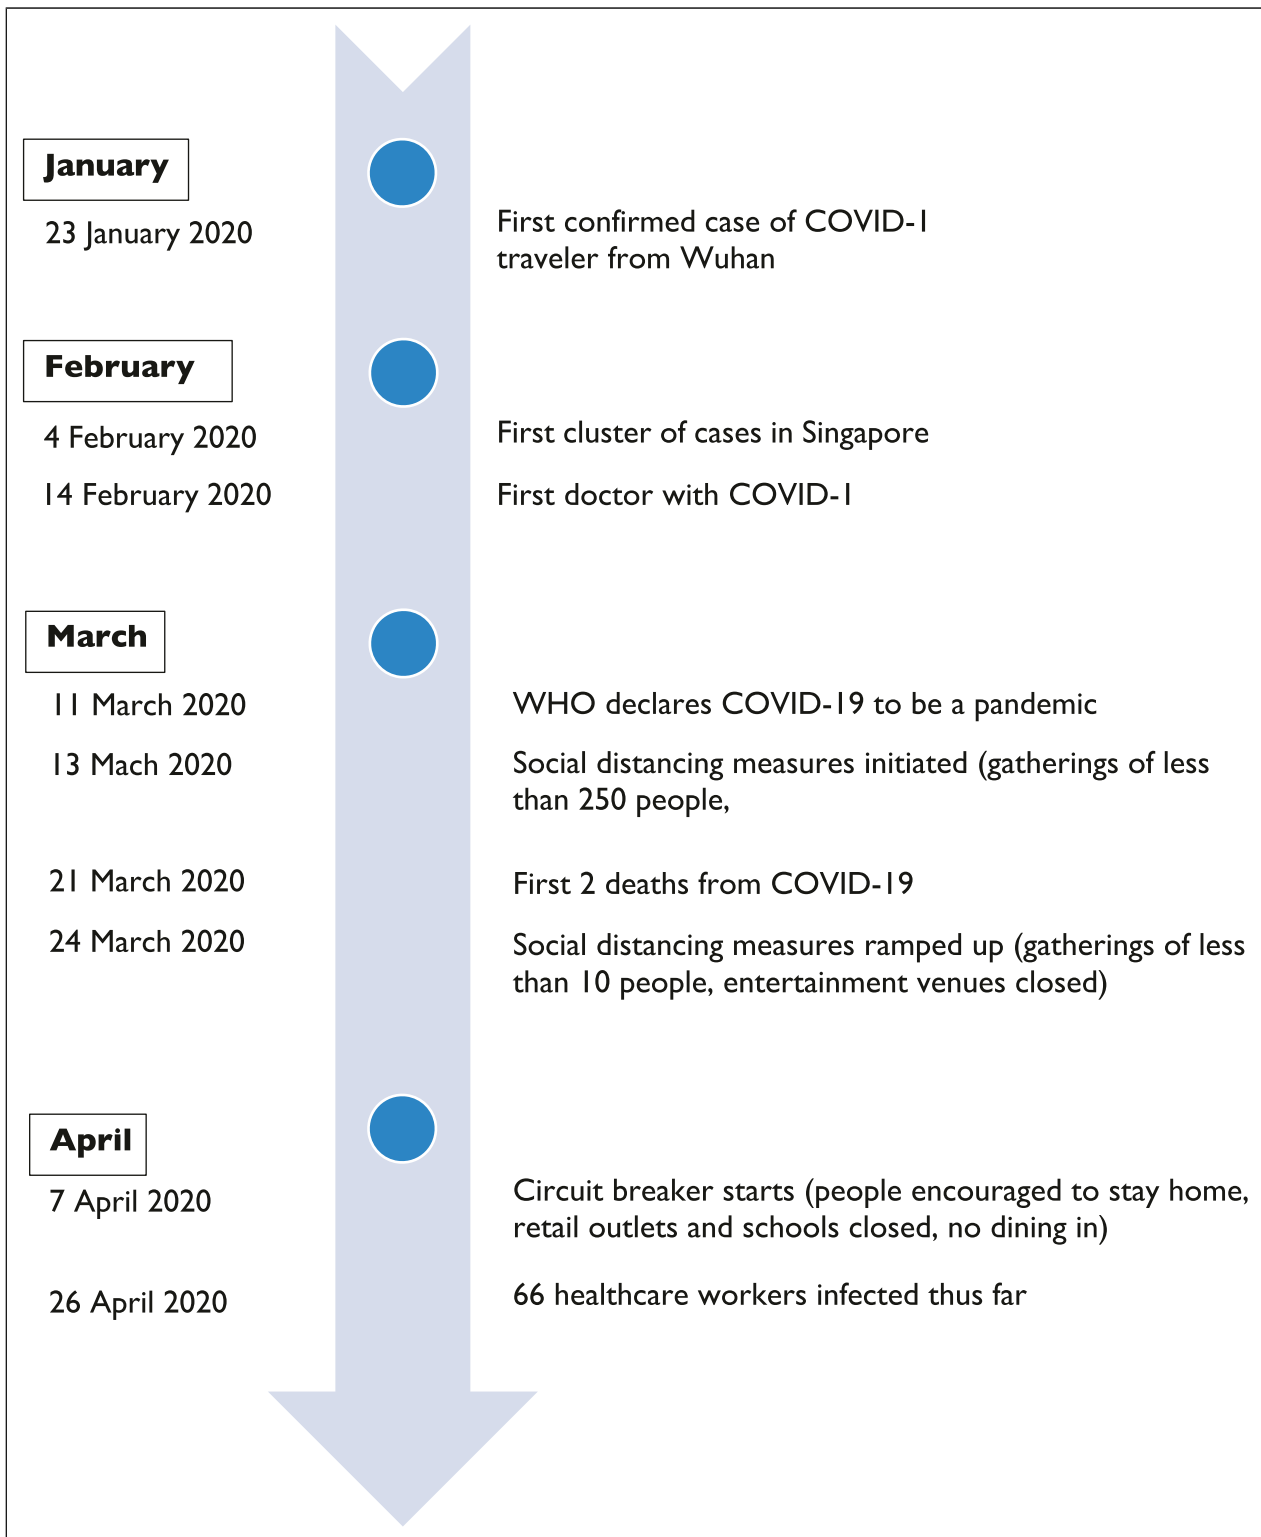 January
23 January 2020
First confirmed case of COVID-1
traveler from Wuhan
February
4 February 2020
First cluster of cases in Singapore
14 February 2020
First doctor with COVID-1
March
11 March 2020
WHO declares COVID-19 to be a pandemic
13 Mach 2020
Social distancing measures initiated (gatherings of less
than 250 people,
21 March 2020
First 2 deaths from COVID-19
24 March 2020
Social distancing measures ramped up (gatherings of less
than 10 people, entertainment venues closed)
April
7 April 2020
Circuit breaker starts (people encouraged to stay home,
retail outlets and schools closed, no dining in)
26 April 2020
66 healthcare workers infected thus far